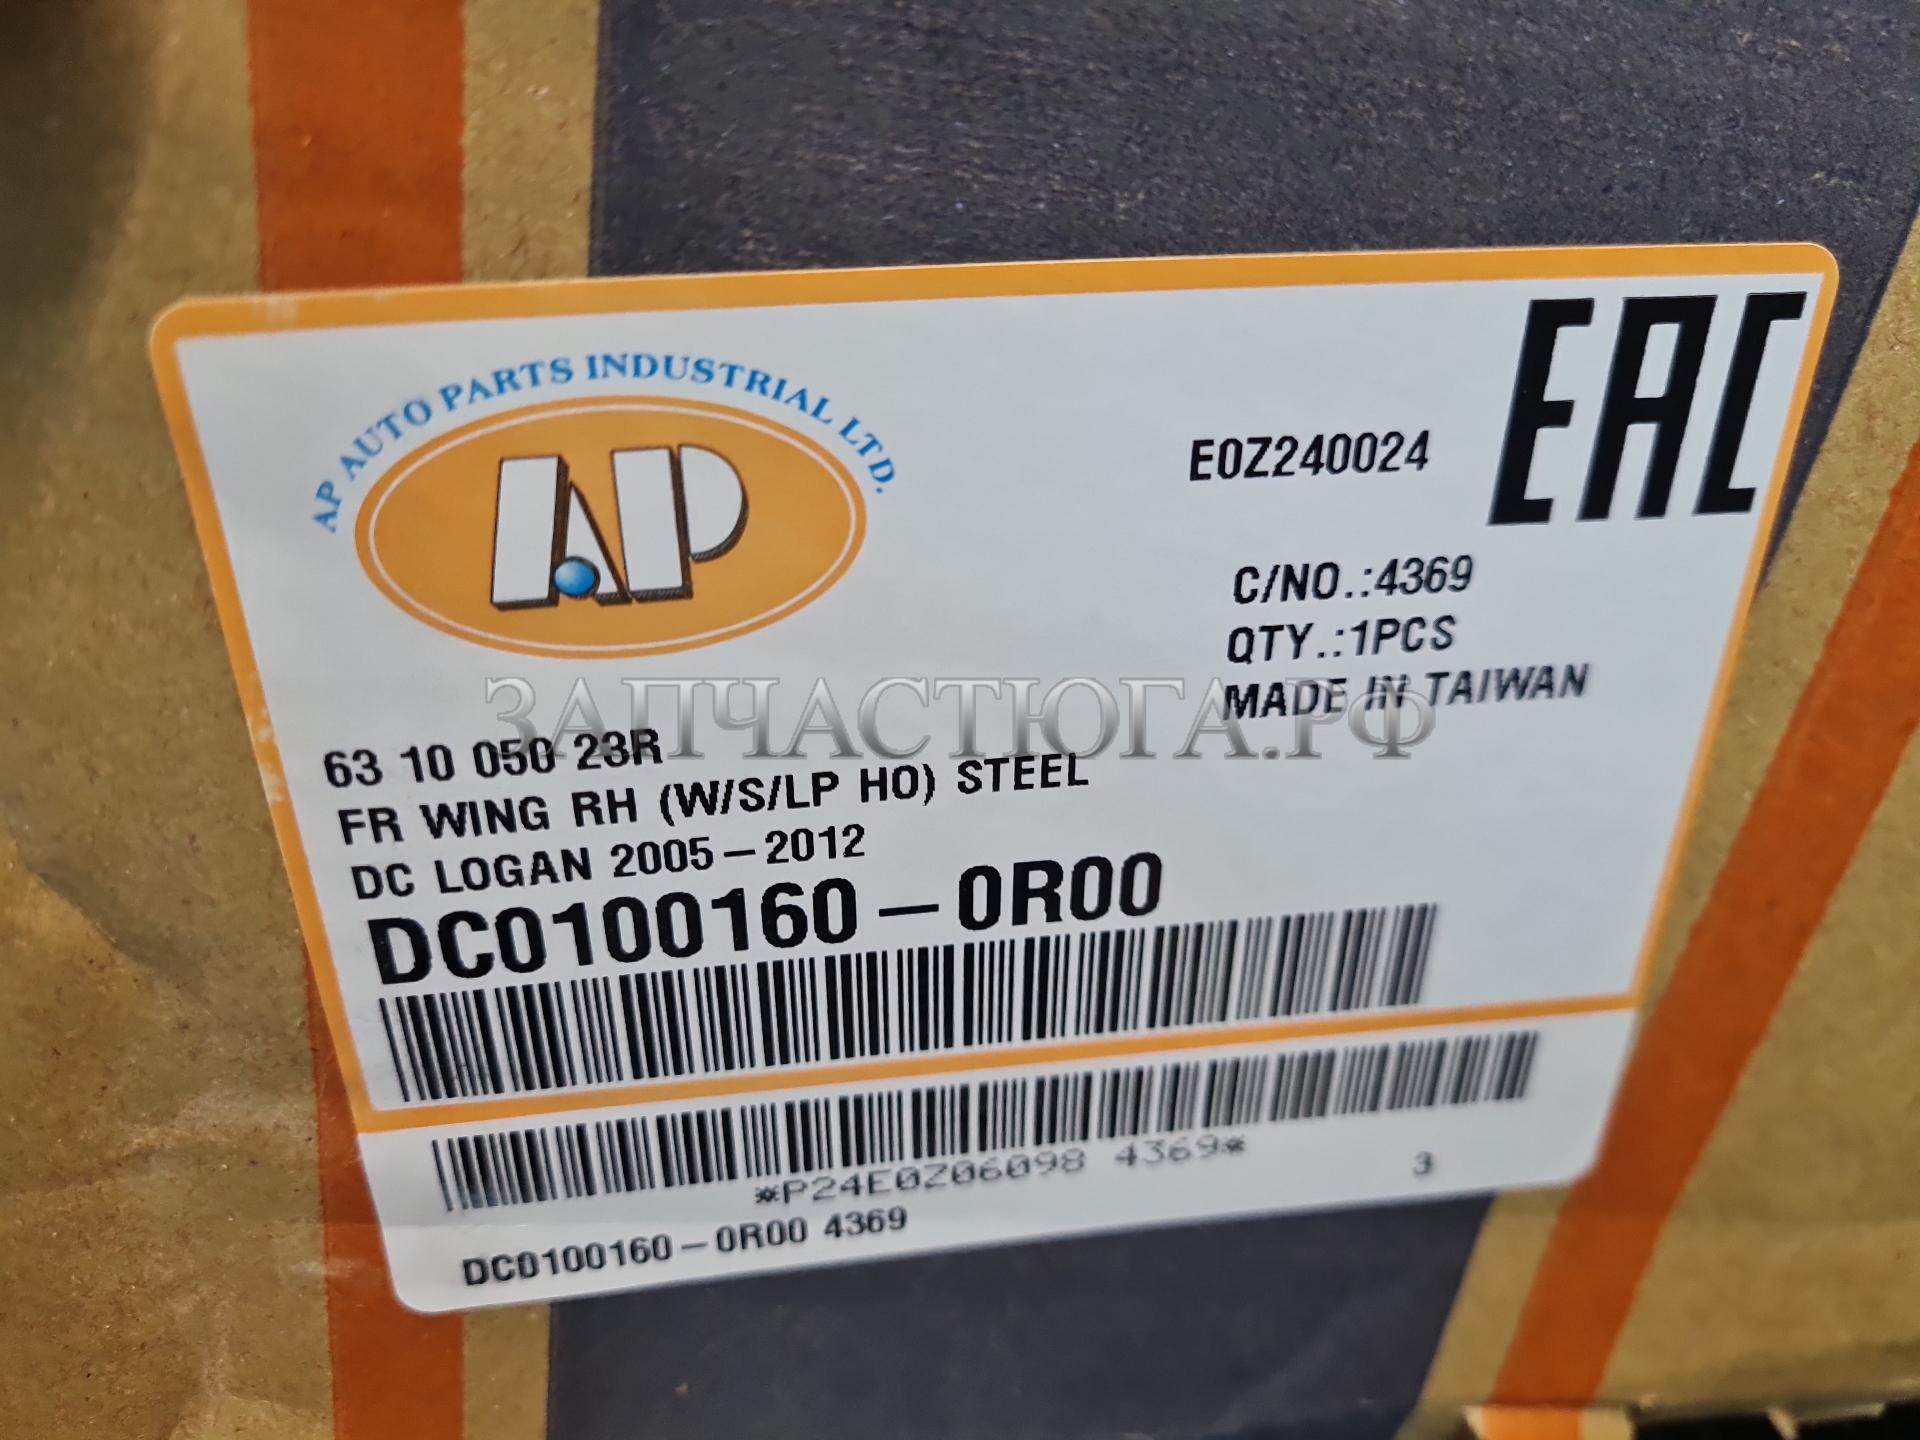 AP AUTO PARTS INDUSTRIAL LTD.
AP
E0Z240024
EAC
C/NO.:4369
QTY.:1PCS
MADE IN TAIWAN
ЗАПЧАСТЮГА.РФ
63 10 050 23R
FR WING RH (W/S/LP HO) STEEL
DC LOGAN 2005-2012
DC0100160-0R00
*P24E0Z06098 4369*
3
DC0100160-0R00 4369